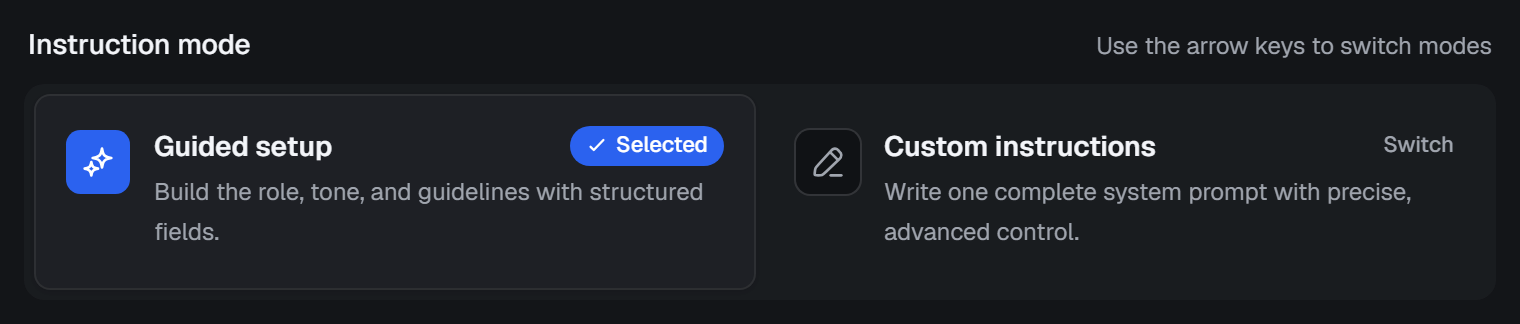 Instruction mode
Use the arrow keys to switch modes
Guided setup
Selected
Build the role, tone, and guidelines with structured
fields.
Custom instructions
Switch
Write one complete system prompt with precise,
advanced control.